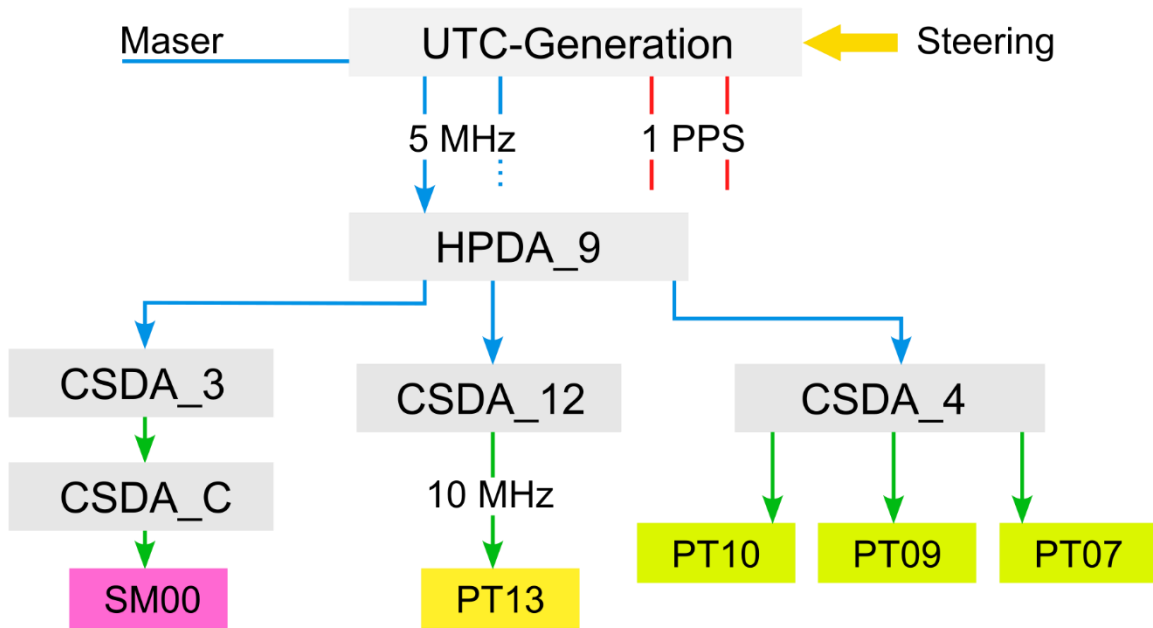 Maser
UTC-Generation
Steering
5 MHz
1 PPS
HPDA_9
CSDA_3
CSDA_12
CSDA_4
CSDA_C
10 MHz
PT10
PT09
PT07
SM00
PT13